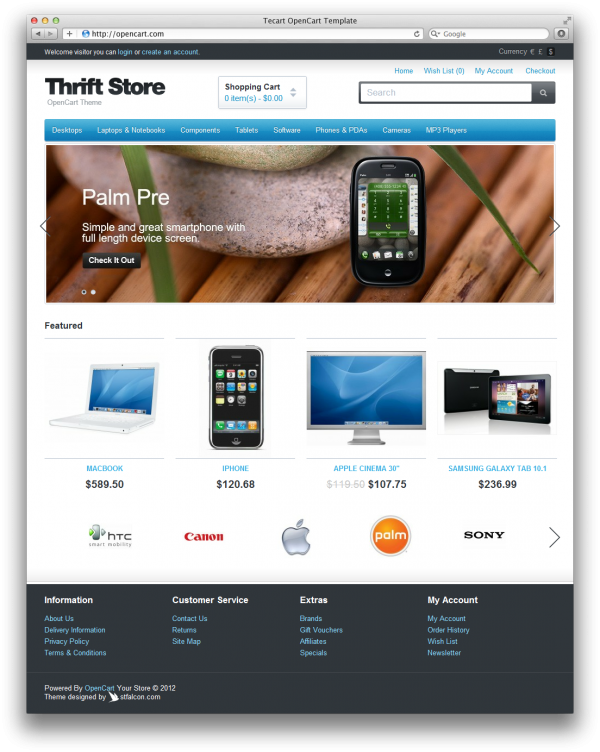 Tecart OpenCart Template
http://opencart.com
Google
Welcome visitor you can login or create an account.
Currency € £ $
Home Wish List (0) My Account Checkout
Thrift Store
OpenCart Theme
Shopping Cart
0 item(s) - $0.00
Search
Desktops Laptops & Notebooks Components Tablets Software Phones & PDAs Cameras MP3 Players
Palm Pre
Simple and great smartphone with
full length device screen.
Check It Out
Featured
MACBOOK IPHONE APPLE CINEMA 30" SAMSUNG GALAXY TAB 10.1
$589.50 $120.68 $119.50 $107.75 $236.99
hTC
smart mobility
Canon
palm
SONY
Information Customer Service Extras My Account
About Us Contact Us Brands My Account
Delivery Information Returns Gift Vouchers Order History
Privacy Policy Site Map Affiliates Wish List
Terms & Conditions Specials Newsletter
Powered By OpenCart Your Store © 2012
Theme designed by stfalcon.com